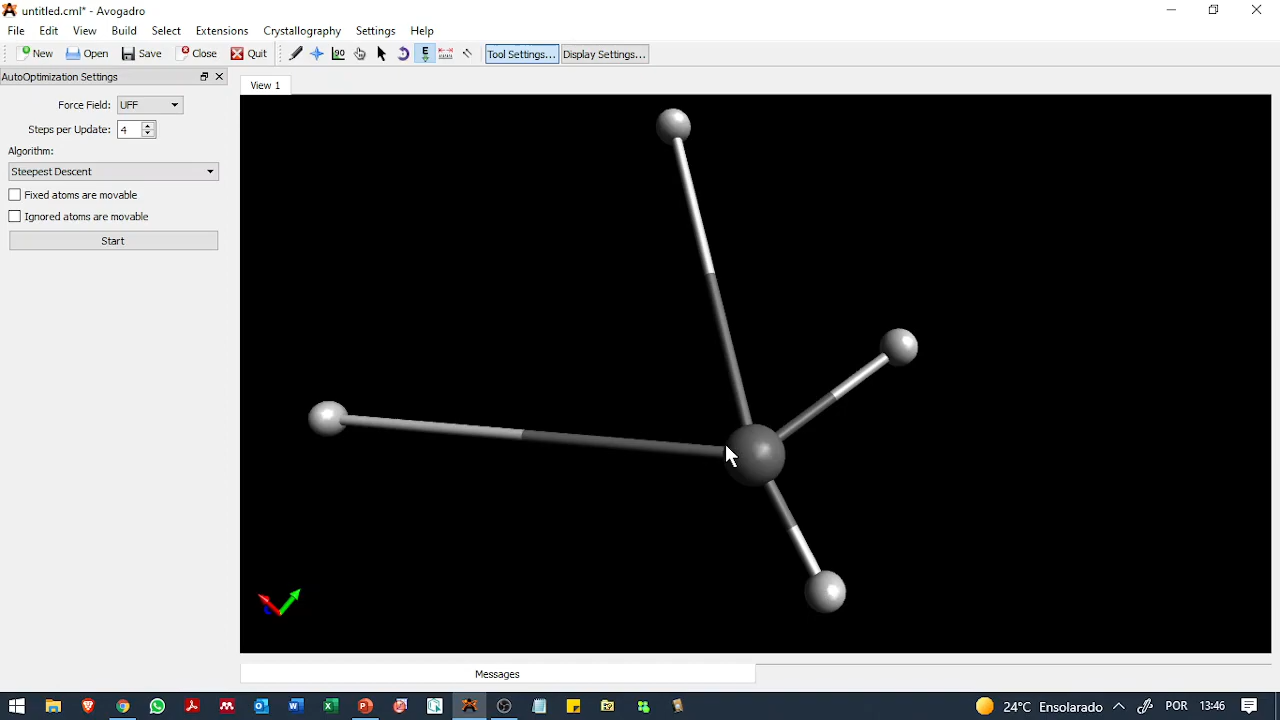 untitled.cml* - Avogadro
File Edit View Build Select Extensions Crystallography Settings Help
New Open Save Close Quit Tool Settings... Display Settings...
AutoOptimization Settings
View 1
Force Field: UFF
Steps per Update: 4
Algorithm:
Steepest Descent
Fixed atoms are movable
Ignored atoms are movable
Start
Messages
24°C Ensolarado POR 13:46